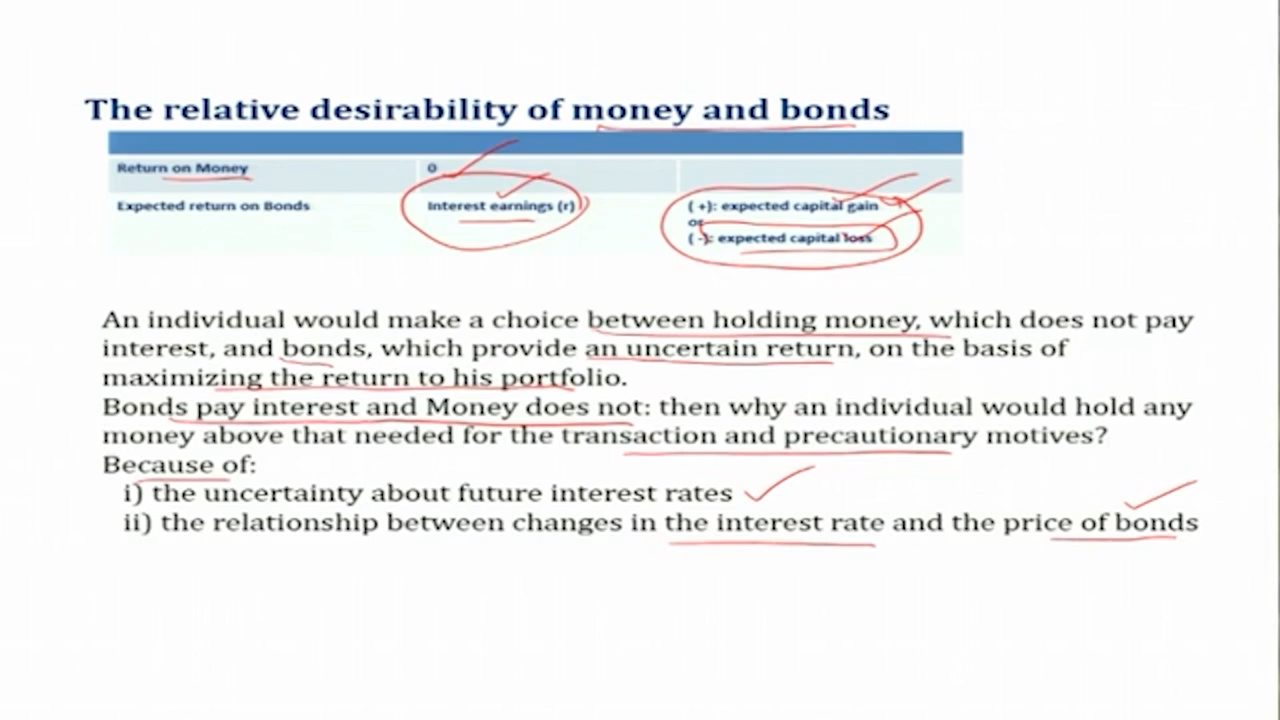 The relative desirability of money and bonds
Return on Money 0
Expected return on Bonds Interest earnings (r) ( +): expected capital gain
or
( -): expected capital loss
An individual would make a choice between holding money, which does not pay
interest, and bonds, which provide an uncertain return, on the basis of
maximizing the return to his portfolio.
Bonds pay interest and Money does not: then why an individual would hold any
money above that needed for the transaction and precautionary motives?
Because of:
i) the uncertainty about future interest rates
ii) the relationship between changes in the interest rate and the price of bonds